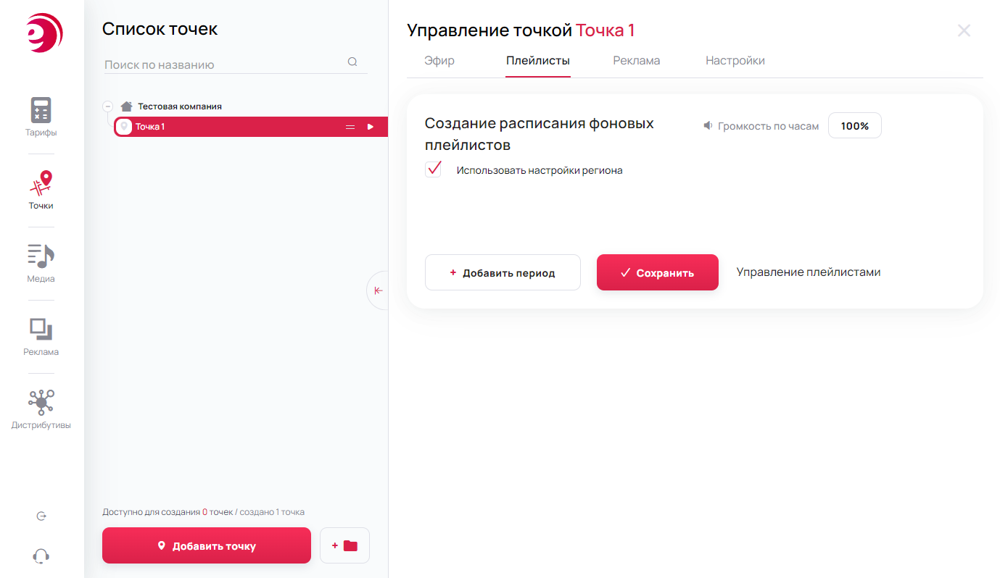 Тарифы
Точки
Медиа
Реклама
Дистрибутивы
Список точек
Поиск по названию
Тестовая компания
Точка 1
Доступно для создания 0 точек / создано 1 точка
Добавить точку
+
Управление точкой Точка 1
Эфир Плейлисты Реклама Настройки
Создание расписания фоновых
плейлистов
Громкость по часам 100%
Использовать настройки региона
+ Добавить период
Сохранить
Управление плейлистами